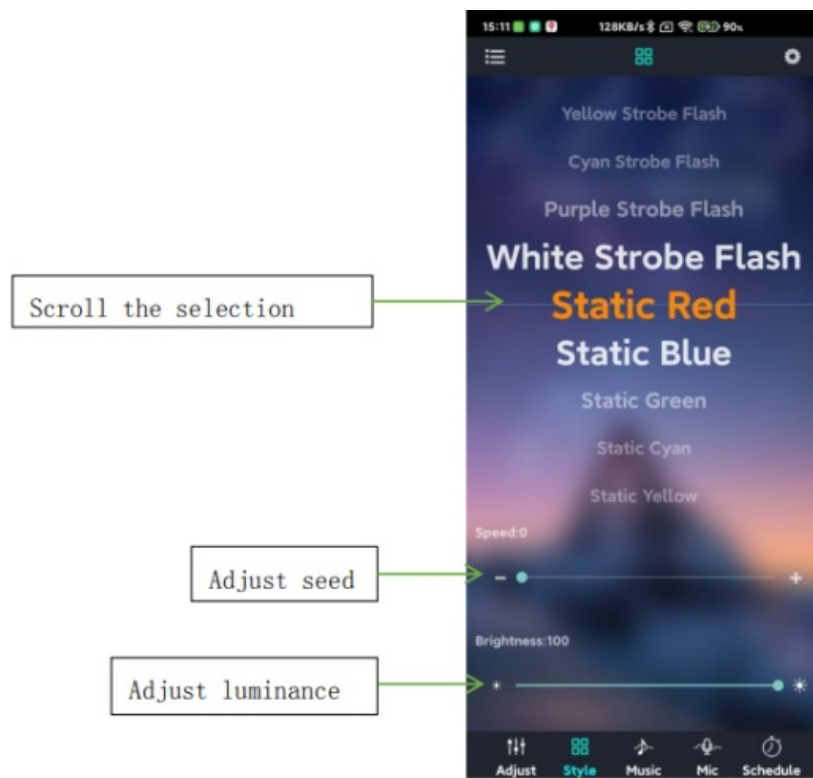 15:11 128KB/s 90%
Yellow Strobe Flash
Cyan Strobe Flash
Purple Strobe Flash
White Strobe Flash
Scroll the selection
Static Red
Static Blue
Static Green
Static Cyan
Static Yellow
Speed:0
Adjust seed
Brightness:100
Adjust luminance
Adjust Style Music Mic Schedule